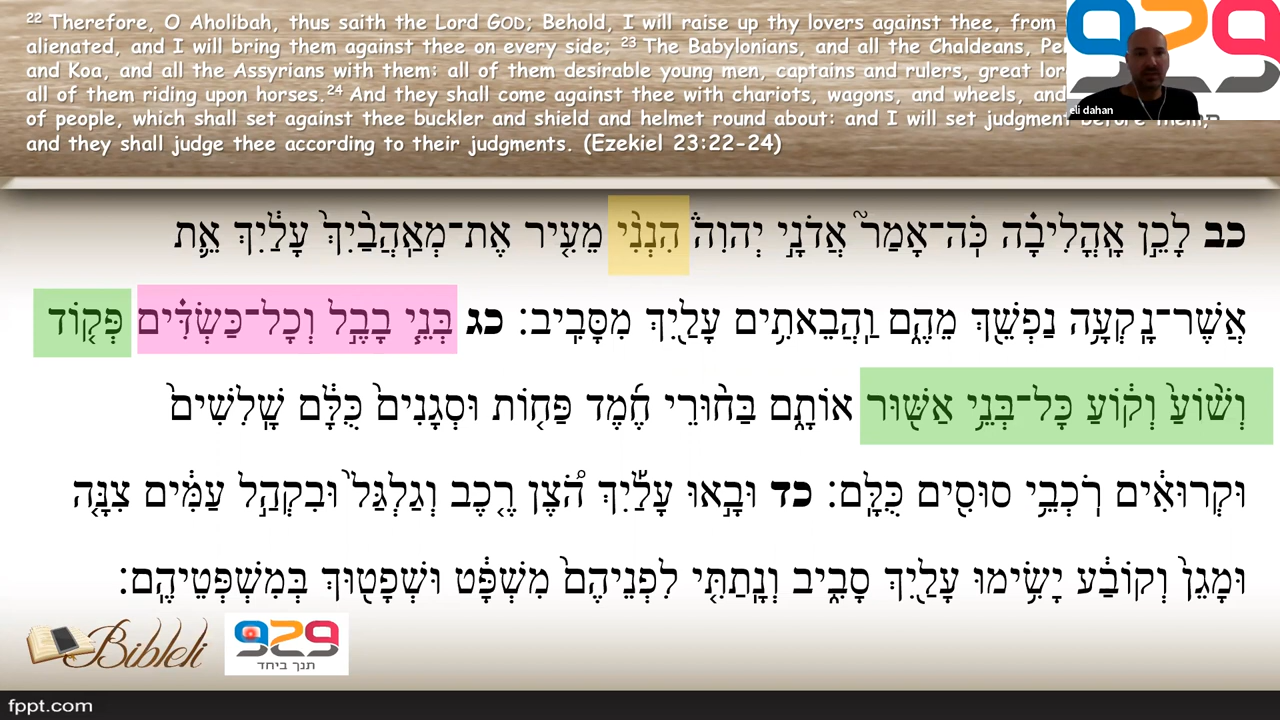 22 Therefore, O Aholibah, thus saith the Lord GOD; Behold, I will raise up thy lovers against thee, from
alienated, and I will bring them against thee on every side; 23 The Babylonians, and all the Chaldeans,
and Koa, and all the Assyrians with them: all of them desirable young men, captains and rulers, great
all of them riding upon horses.24 And they shall come against thee with chariots, wagons, and wheels, and
of people, which shall set against the buckler and shield and helmet round about: and I will set judgment before them,
and they shall judge thee according to their judgments. (Ezekiel 23:22-24)
929
eli dahan
כב לָכֵ֣ן אׇהֳלִיבָ֗ה כֹּֽה־אָמַר֮ אֲדֹנָ֣י יְהוִה֒ הִנְנִ֨י מֵעִ֤יר אֶת־מְאַֽהֲבַ֙יִךְ֙ עָלַ֔יִךְ אֵ֛ת
אֲשֶׁר־נָקְעָ֥ה נַפְשֵׁ֖ךְ מֵהֶ֑ם וַהֲבֵאתִ֥ים עָלַ֖יִךְ מִסָּבִֽיב׃ כג בְּנֵ֧י בָבֶ֣ל וְכׇל־כַּשְׂדִּ֗ים פְּק֤וֹד
וְשׁ֙וֹעַ֙ וְק֔וֹעַ כׇּל־בְּנֵ֥י אַשּׁ֖וּר אוֹתָ֑ם בַּח֨וּרֵי חֶ֜מֶד פַּח֤וֹת וּסְגָנִים֙ כֻּלָּ֔ם שָׁלִשִׁים֙
וּקְרוּאִ֔ים רֹכְבֵ֥י סוּסִ֖ים כֻּלָּֽם׃ כד וּבָ֣אוּ עָלַ֡יִךְ הֹ֠צֶן רֶ֤כֶב וְגַלְגַּל֙ וּבִקְהַ֣ל עַמִּ֔ים צִנָּ֤ה
וּמָגֵן֙ וְקוֹבַ֔ע יָשִׂ֥ימוּ עָלַ֖יִךְ סָבִ֑יב וְנָתַתִּ֤י לִפְנֵיהֶם֙ מִשְׁפָּ֔ט וּשְׁפָט֖וּךְ בְּמִשְׁפְּטֵיהֶֽם׃
Bibleli
929
תנך ביחד
fppt.com